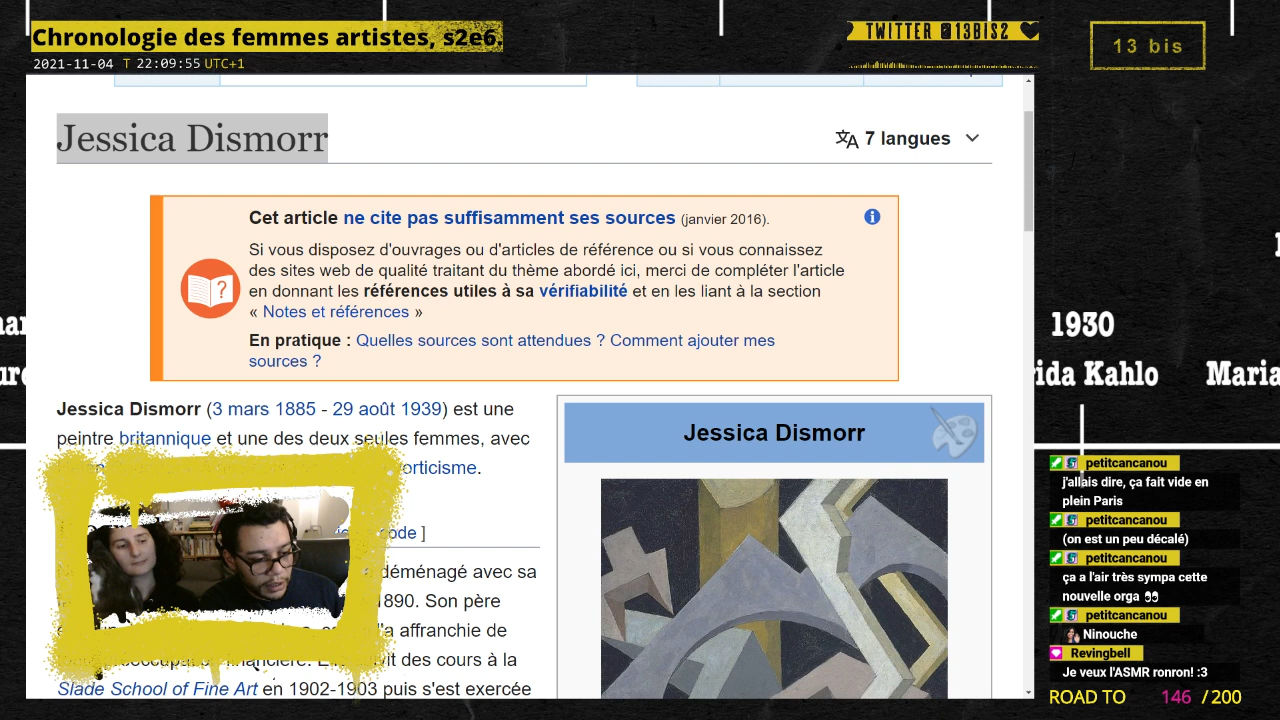 Chronologie des femmes artistes, s2e6.
2021-11-04 T 22:09:55 UTC+1
TWITTER @13BIS2
13 bis
Jessica Dismorr
7 langues
Cet article ne cite pas suffisamment ses sources (janvier 2016).
Si vous disposez d'ouvrages ou d'articles de référence ou si vous connaissez
des sites web de qualité traitant du thème abordé ici, merci de compléter l'article
en donnant les références utiles à sa vérifiabilité et en les liant à la section
« Notes et références »
En pratique : Quelles sources sont attendues ? Comment ajouter mes
sources ?
Jessica Dismorr (3 mars 1885 - 29 août 1939) est une
peintre britannique et une des deux seules femmes, avec
orticisme.
code ]
déménagé avec sa
1890. Son père
l'a affranchie de
financière. suit des cours à la
Slade School of Fine Art en 1902-1903 puis s'est exercée
Jessica Dismorr
1930
ida Kahlo
Maria
petitcancanou
j'allais dire, ça fait vide en
plein Paris
petitcancanou
(on est un peu décalé)
petitcancanou
ça a l'air très sympa cette
nouvelle orga 👀
petitcancanou
Ninouche
Revingbell
Je veux l'ASMR ronron! :3
ROAD TO 146 / 200